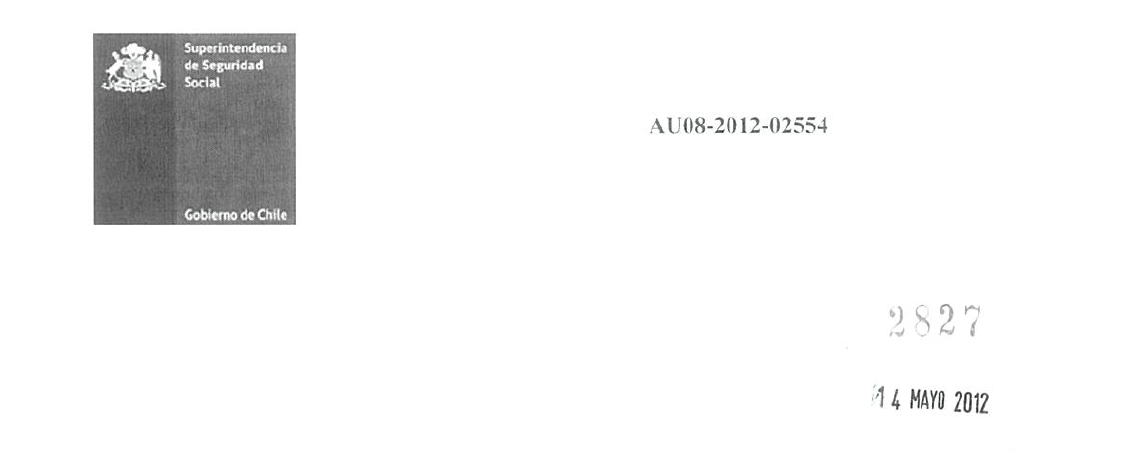 Superintendencia
de Seguridad
Social
Gobierno de Chile
AU08-2012-02554
2827
14 MAYO 2012